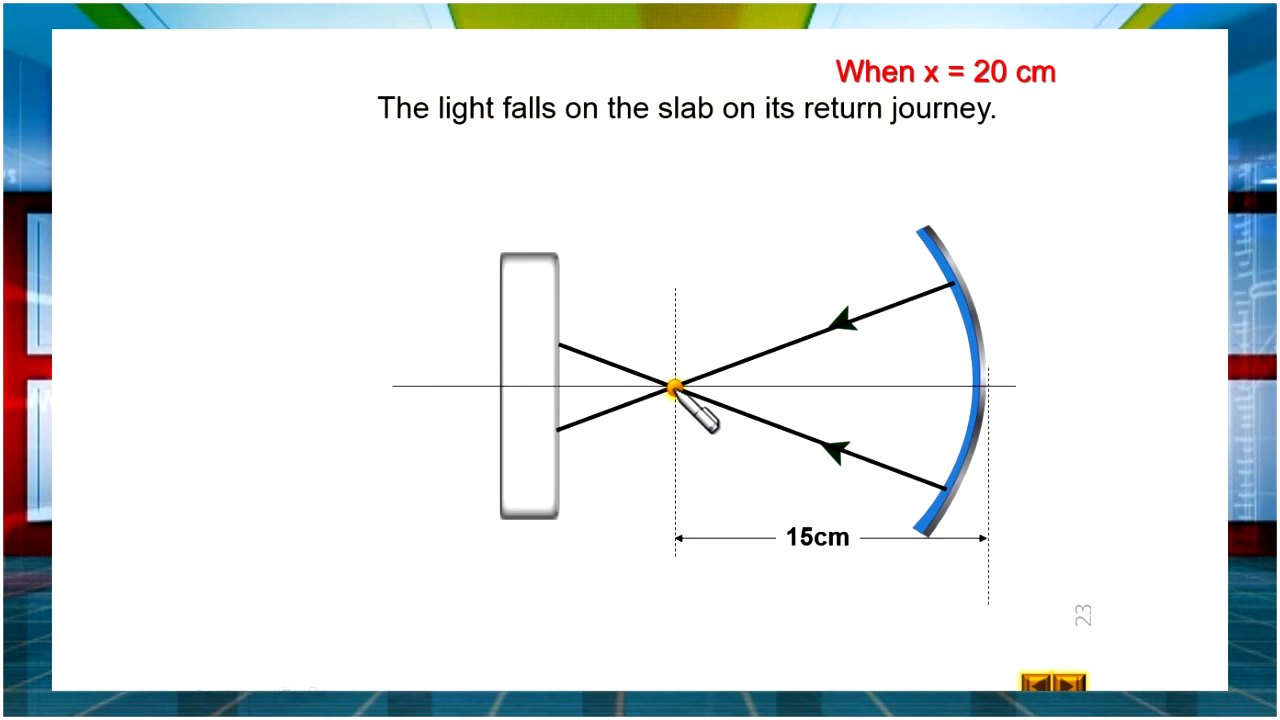 When x = 20 cm
The light falls on the slab on its return journey.
15cm
23